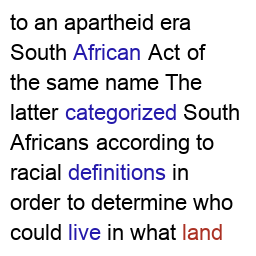 to an apartheid era
South African Act of
the same name The
latter categorized South
Africans according to
racial definitions in
order to determine who
could live in what land